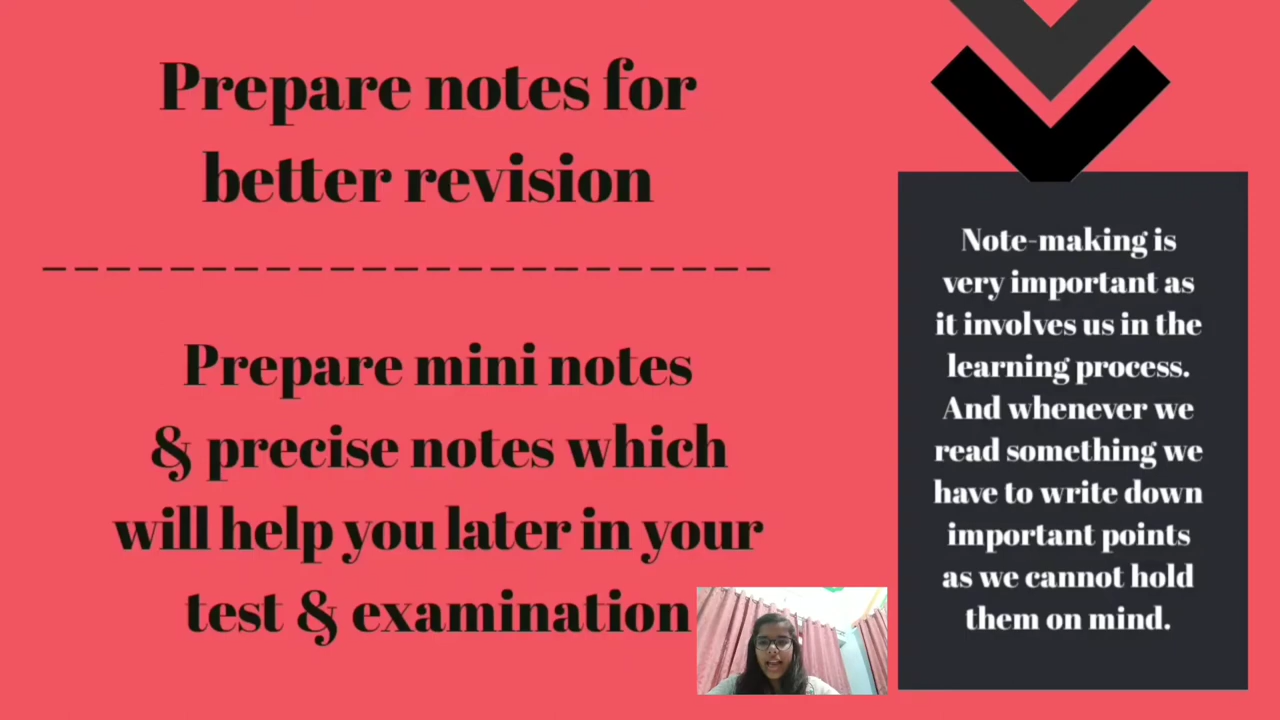 Prepare notes for
better revision
Prepare mini notes
& precise notes which
will help you later in your
test & examination
Note-making is
very important as
it involves us in the
learning process.
And whenever we
read something we
have to write down
important points
as we cannot hold
them on mind.